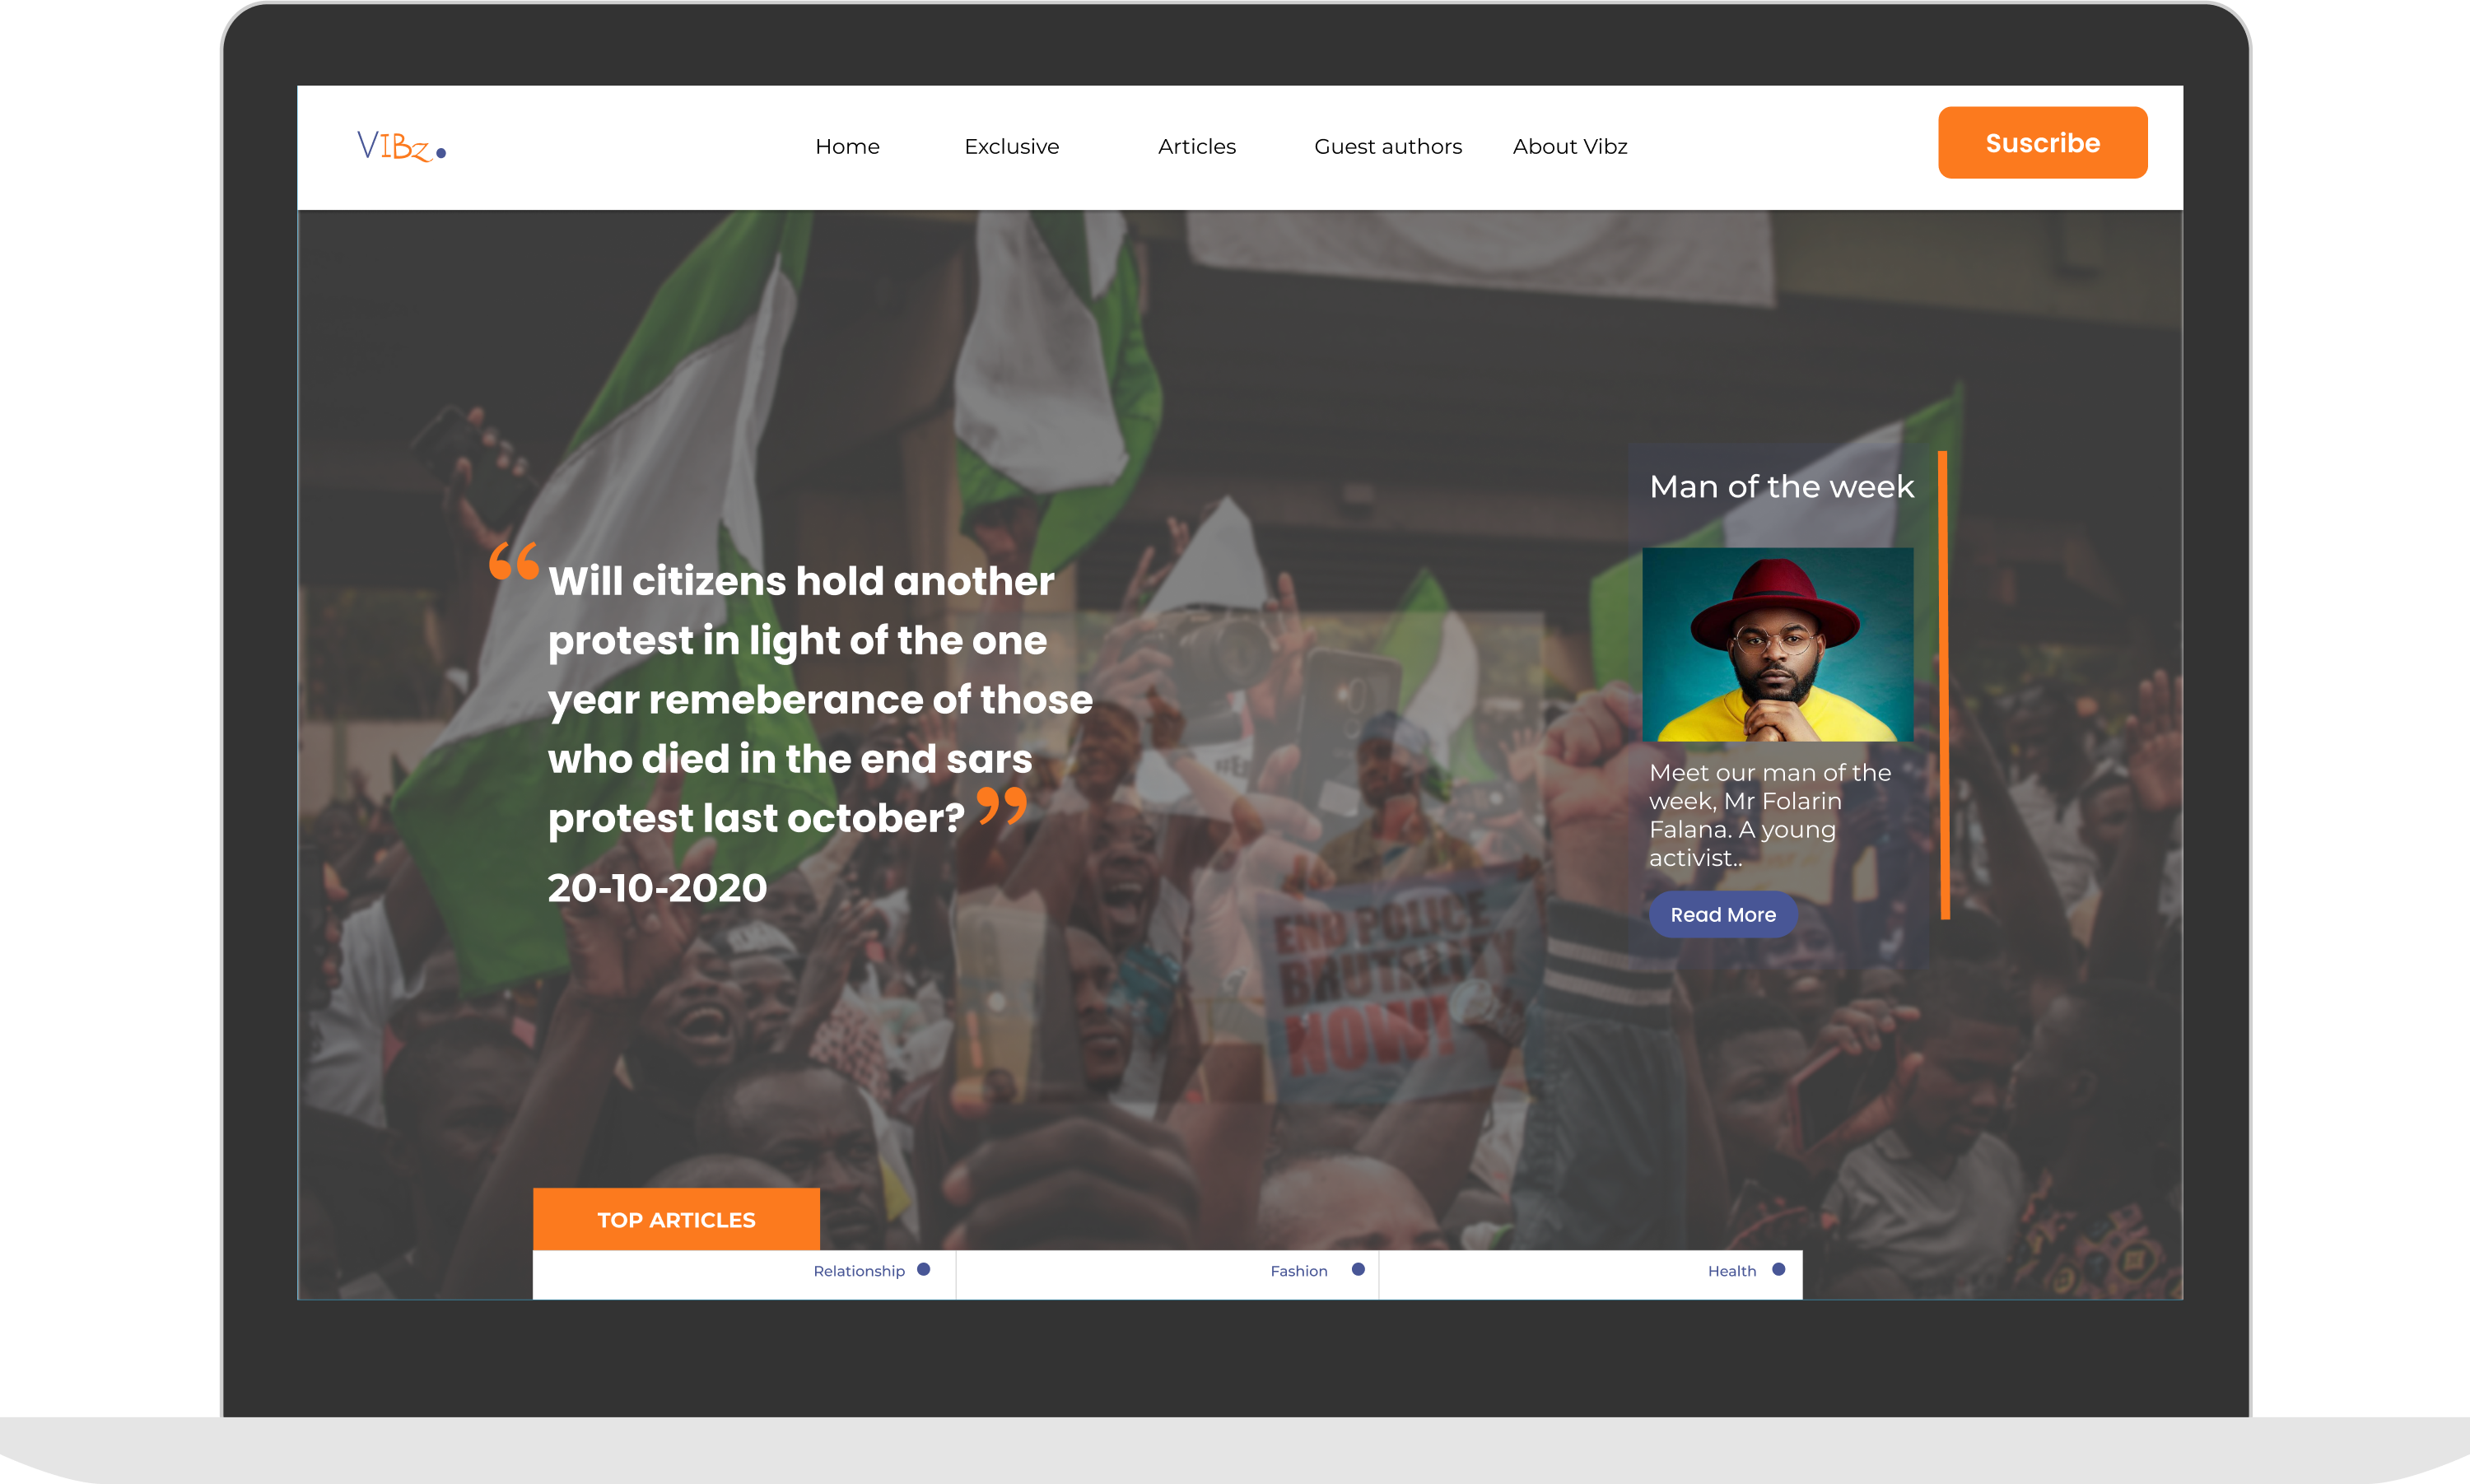 VIBz.
Home Exclusive Articles Guest authors About Vibz
Suscribe
“Will citizens hold another
protest in light of the one
year remeberance of those
who died in the end sars
protest last october?”
20-10-2020
Man of the week
Meet our man of the
week, Mr Folarin
Falana. A young
activist..
Read More
END POLICE
BRUTALITY
NOW!
TOP ARTICLES
Relationship Fashion Health